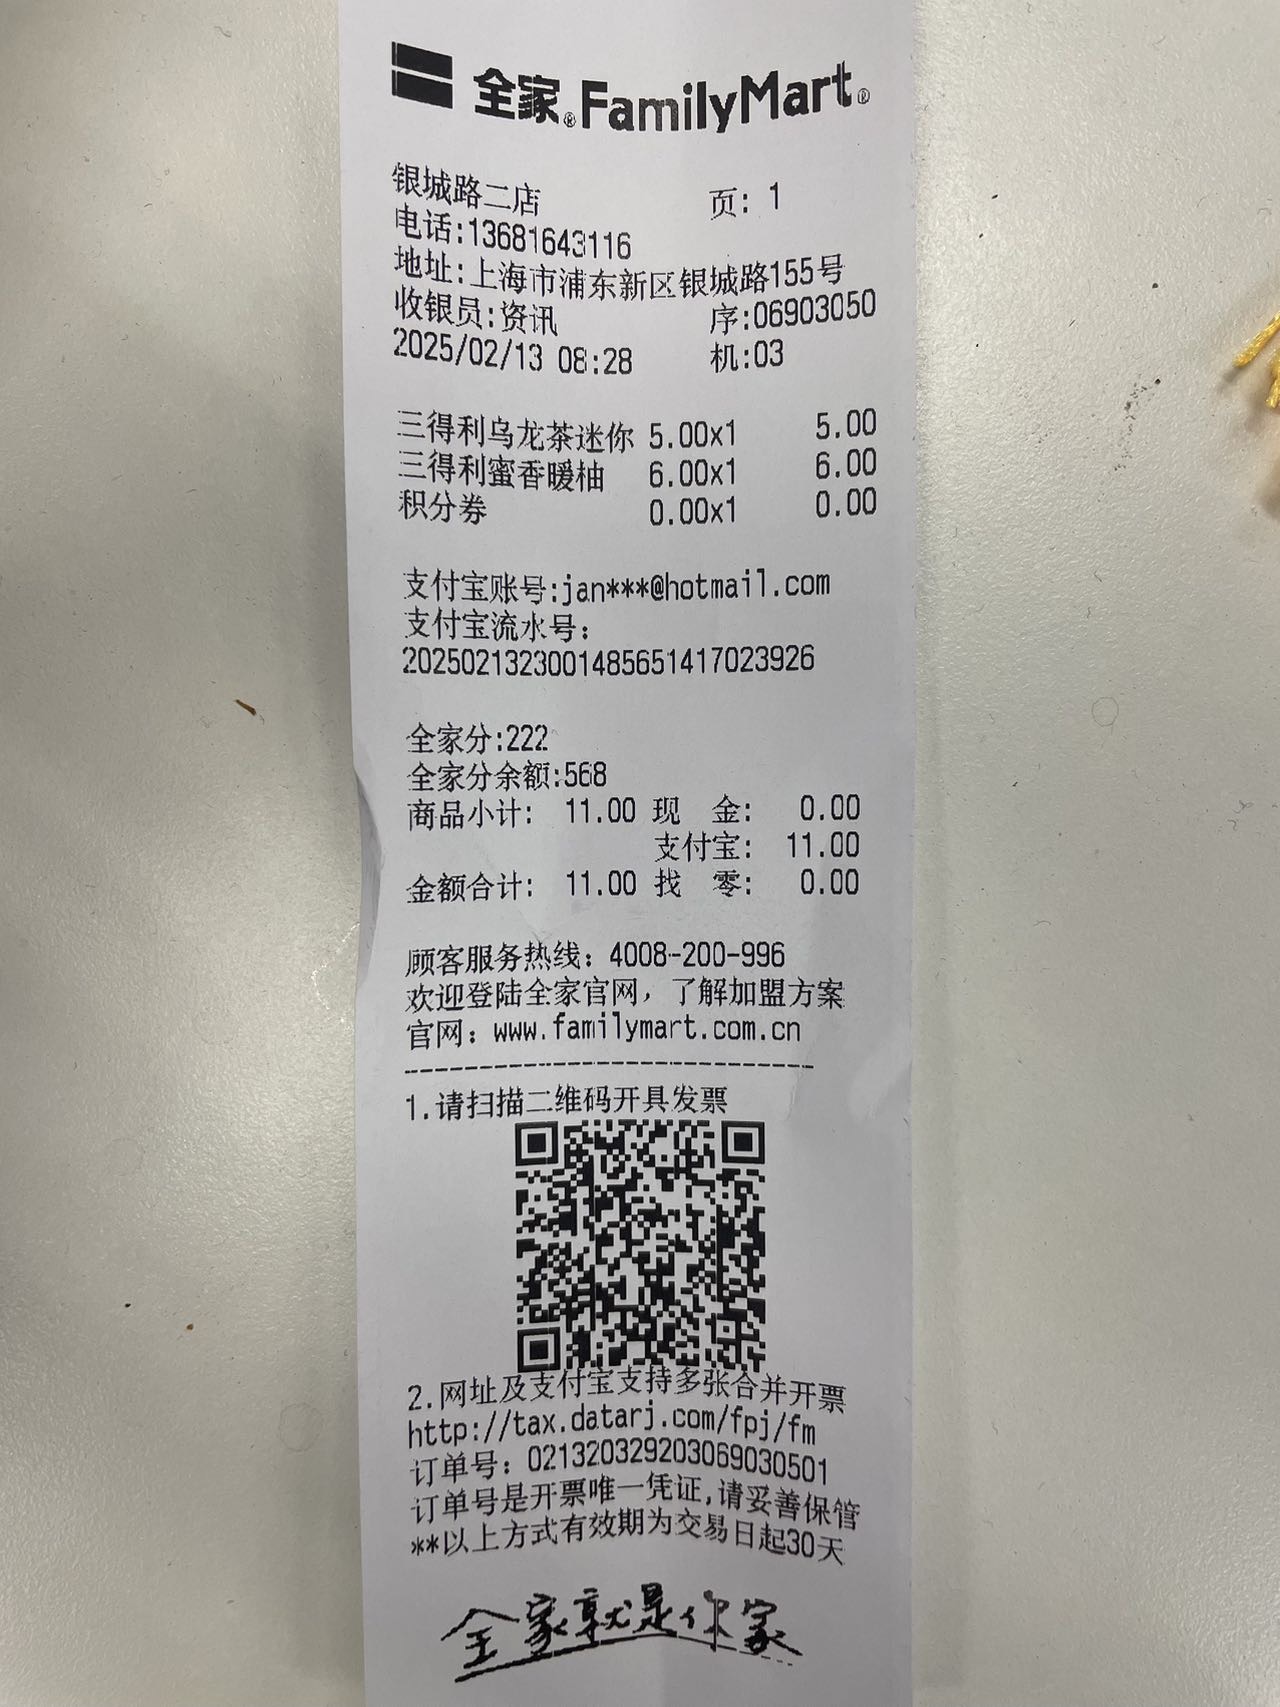 全家® FamilyMart®
银城路二店 页: 1
电话:13681643116
地址:上海市浦东新区银城路155号
收银员:资讯 序:06903050
2025/02/13 08:28 机:03
三得利乌龙茶迷你 5.00x1 5.00
三得利蜜香暖柚 6.00x1 6.00
积分券 0.00x1 0.00
支付宝账号:jan***@hotmail.com
支付宝流水号:
2025021323001485651417023926
全家分:222
全家分余额:568
商品小计: 11.00 现 金: 0.00
支付宝: 11.00
金额合计: 11.00 找 零: 0.00
顾客服务热线: 4008-200-996
欢迎登陆全家官网，了解加盟方案
官网: www.familymart.com.cn
--------------------------------
1.请扫描二维码开具发票
2.网址及支付宝支持多张合并开票
http://tax.datarj.com/fpj/fm
订单号: 021320329203069030501
订单号是开票唯一凭证,请妥善保管
**以上方式有效期为交易日起30天
全家就是你家